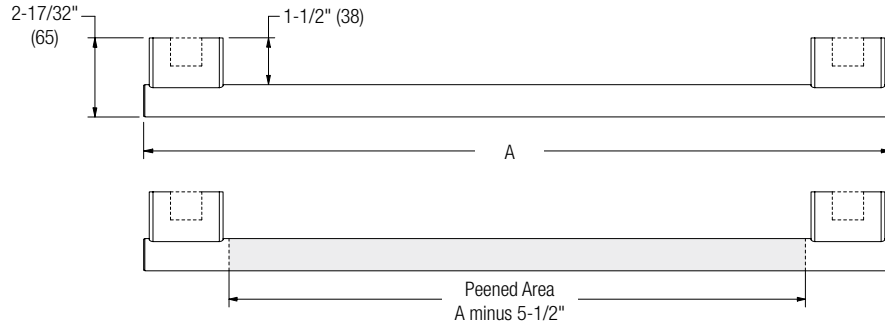 2-17/32"
(65)
1-1/2" (38)
A
Peened Area
A minus 5-1/2"